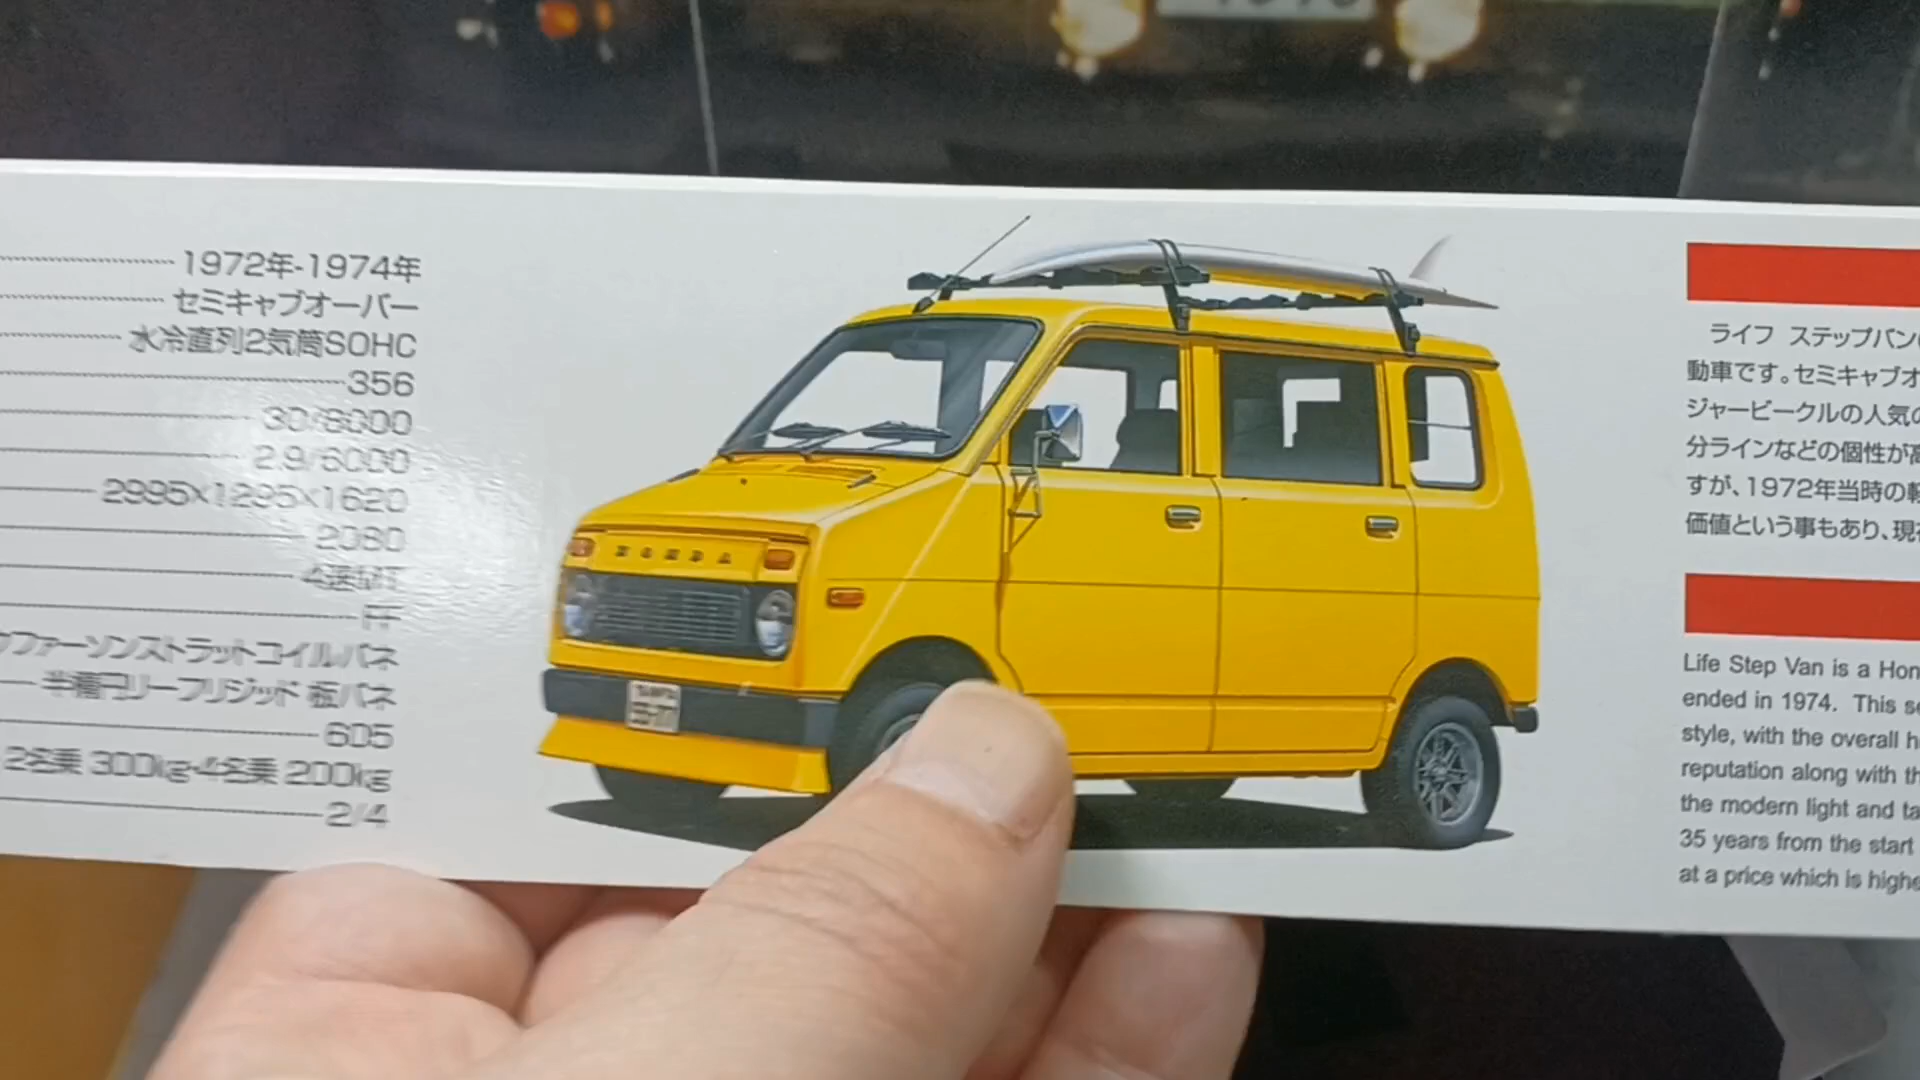 1972年-1974年
セミキャブオーバー
水冷直列2気筒SOHC
356
30/8000
2.9/6000
2995×1295×1620
2080
4速MT
FF
マクファーソンストラットコイルバネ
半楕円リーフリジッド 板バネ
605
2名乗 300kg・4名乗 200kg
2/4
HONDA
ライフ ステップバン
動車です。セミキャブオ
ジャービークルの人気の
分ラインなどの個性が高
すが、1972年当時の軽
価値という事もあり、現在
Life Step Van is a Hon
ended in 1974. This se
style, with the overall h
reputation along with th
the modern light and ta
35 years from the start
at a price which is highe